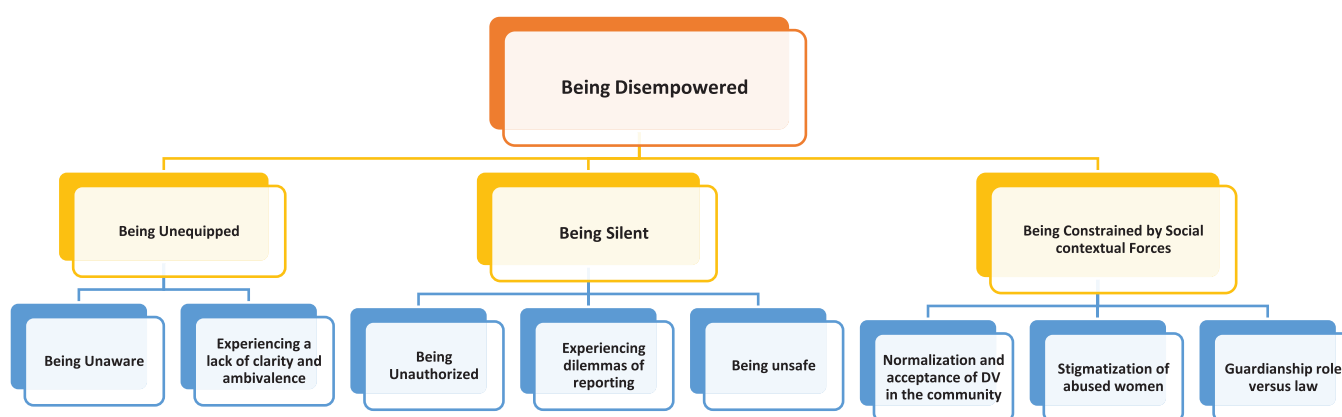 Being Disempowered
Being Unequipped
Being Silent
Being Constrained by Social
contextual Forces
Being Unaware
Experiencing a
lack of clarity and
ambivalence
Being
Unauthorized
Experiencing
dilemmas of
reporting
Being unsafe
Normalization and
acceptance of DV
in the community
Stigmatization of
abused women
Guardianship role
versus law